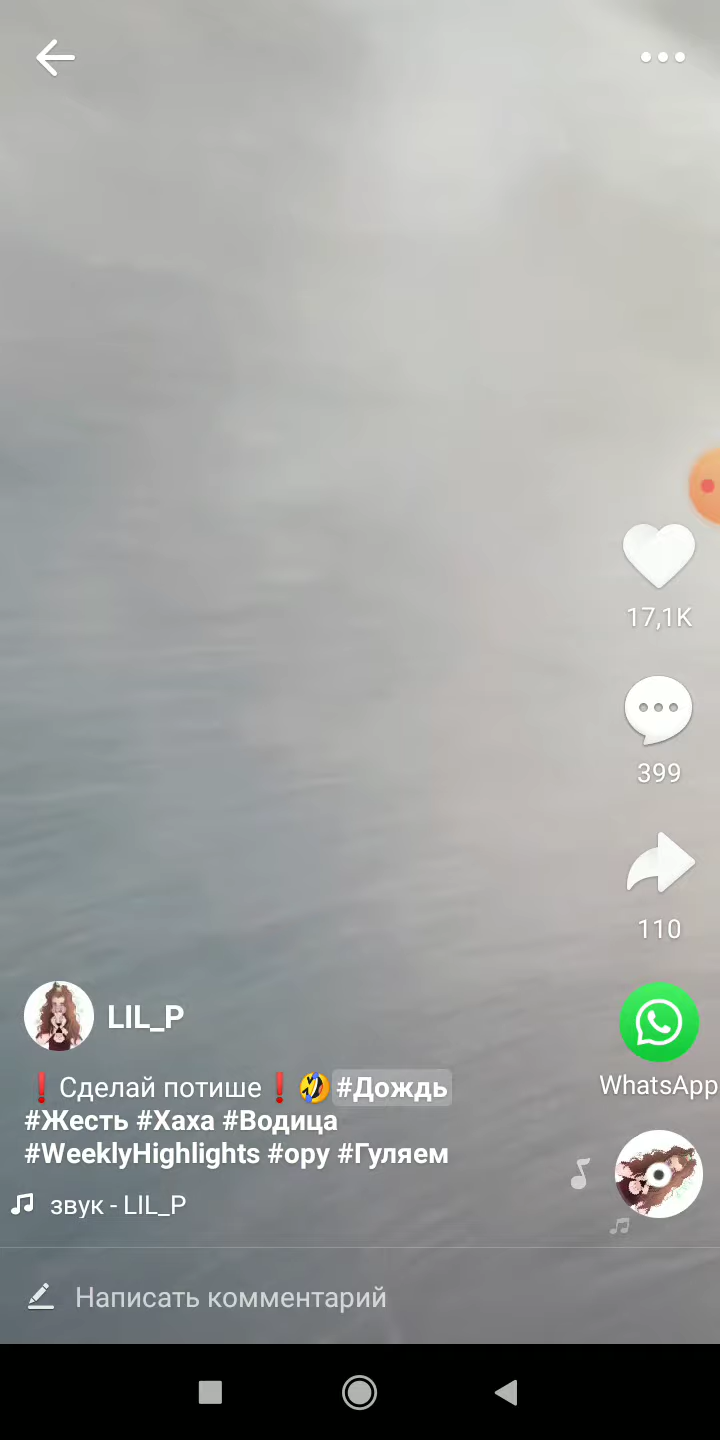 17,1K
399
110
LIL_P
❗Сделай потише❗🤣#Дождь
#Жесть #Хаха #Водица
#WeeklyHighlights #ору #Гуляем
WhatsApp
звук - LIL_P
Написать комментарий